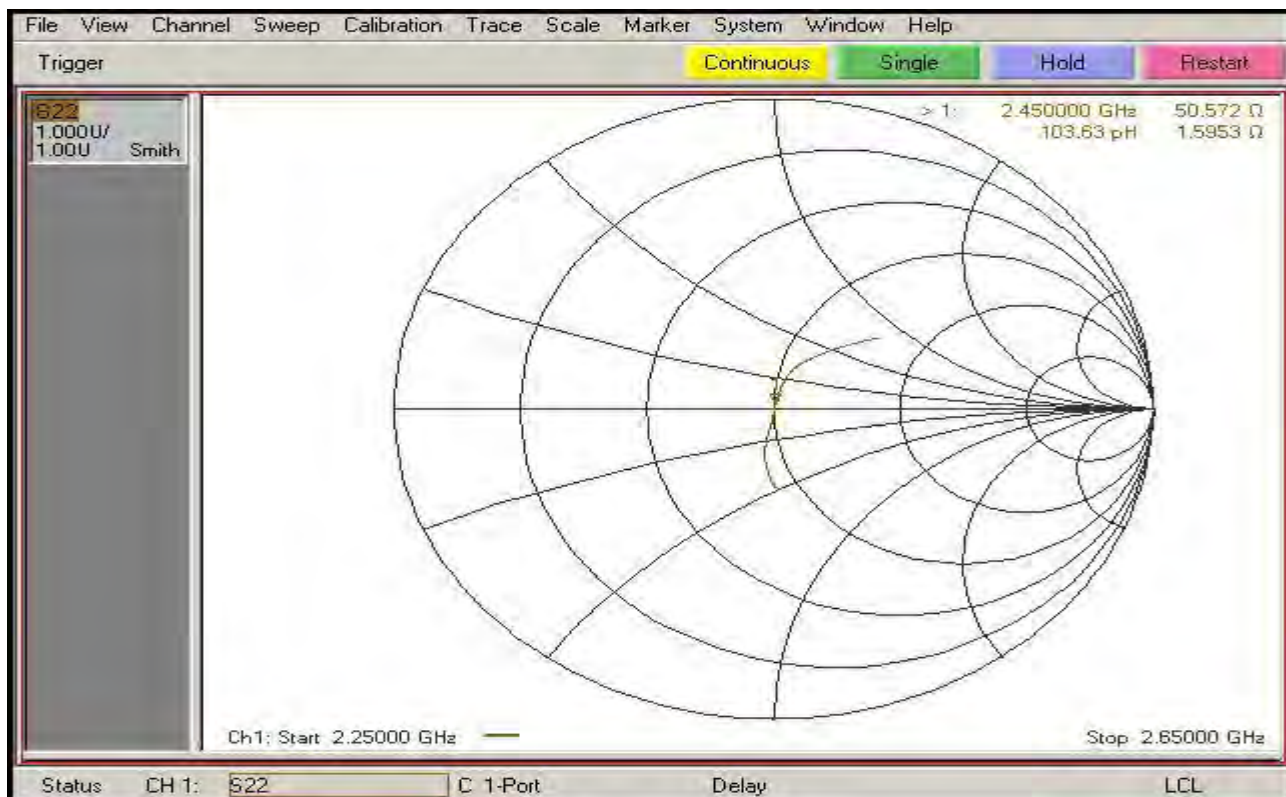 File View Channel Sweep Calibration Trace Scale Marker System Window Help
Trigger Continuous Single Hold Restart
S22
1.000U/
1.00U Smith
> 1: 2.450000 GHz 50.572 Ω
103.63 pH 1.5953 Ω
Ch1: Start 2.25000 GHz
Stop 2.65000 GHz
Status CH 1: S22 C 1-Port Delay LCL